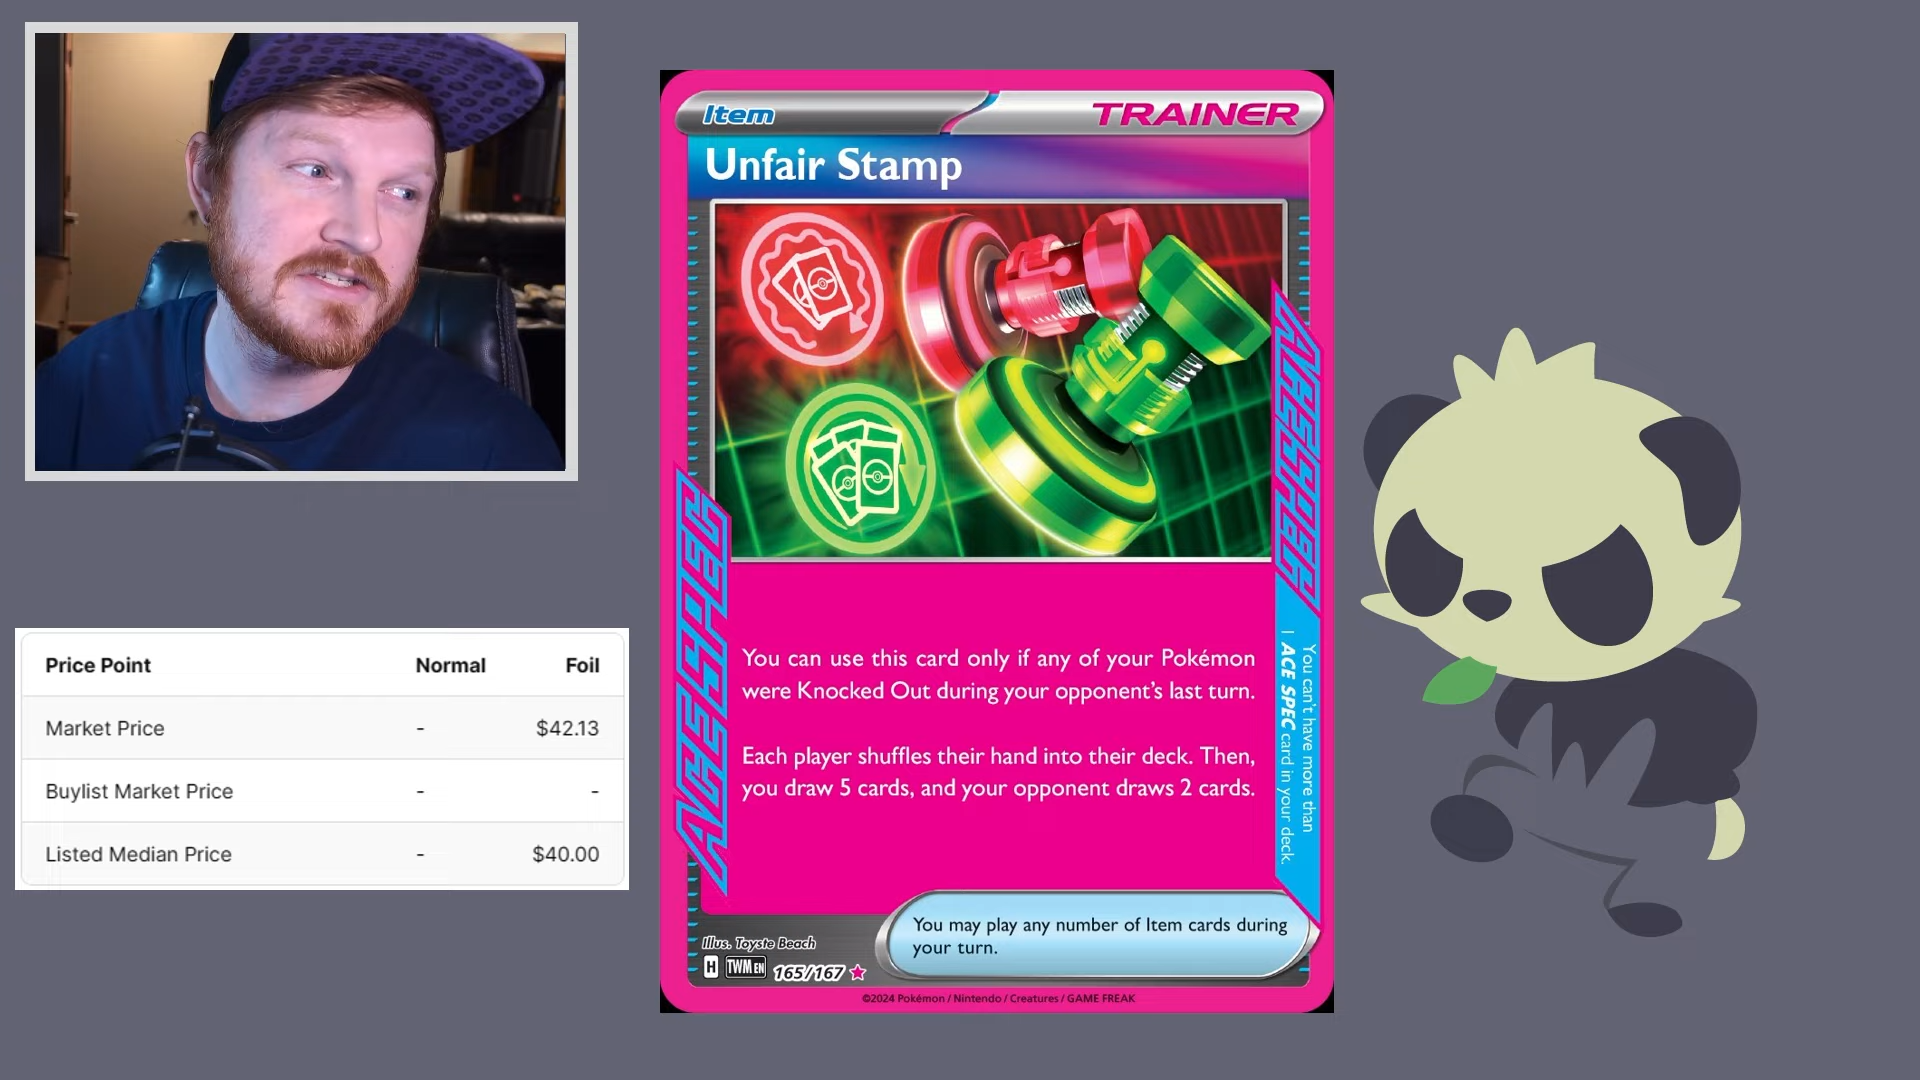 Item
TRAINER
Unfair Stamp
ACE SPEC
ACE SPEC
You can use this card only if any of your Pokémon
were Knocked Out during your opponent's last turn.
Each player shuffles their hand into their deck. Then,
you draw 5 cards, and your opponent draws 2 cards.
You can't have more than
1 ACE SPEC card in your deck.
You may play any number of Item cards during
your turn.
Illus. Toyste Beach
H TWM EN 165/167
©2024 Pokémon / Nintendo / Creatures / GAME FREAK
Price Point Normal Foil
Market Price - $42.13
Buylist Market Price - -
Listed Median Price - $40.00